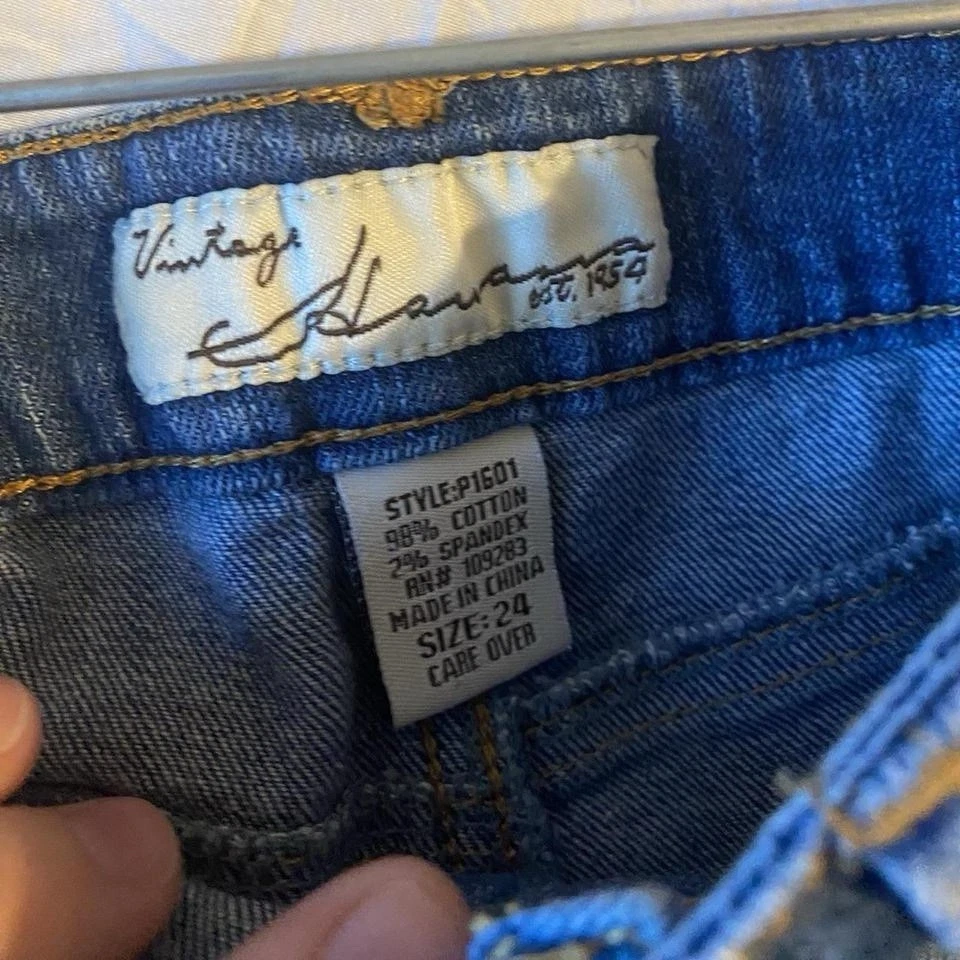 Vintage
Havana
est. 1954
STYLE:P1601
98% COTTON
2% SPANDEX
RN# 109283
MADE IN CHINA
SIZE: 24
CARE OVER